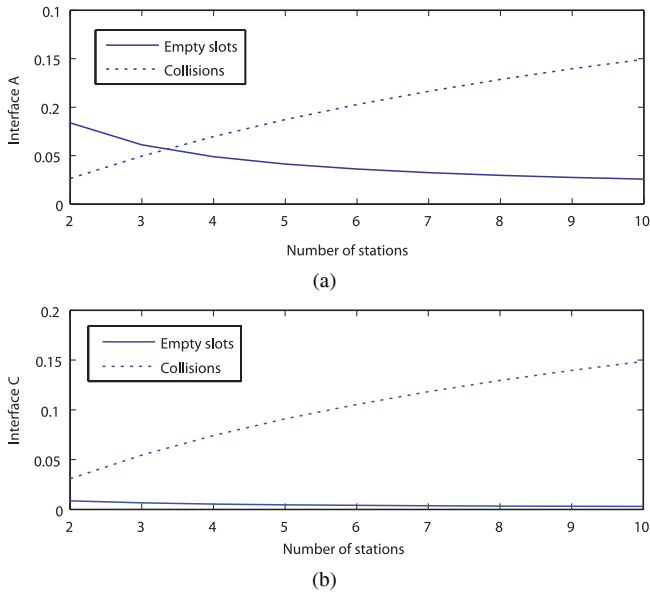 0.1
0.15
0.2
0.05
0
Interface A
Empty slots
Collisions
2 3 4 5 6 7 8 9 10
Number of stations
(a)
0.2
0.15
0.1
0.05
0
Interface C
Empty slots
Collisions
2 3 4 5 6 7 8 9 10
Number of stations
(b)